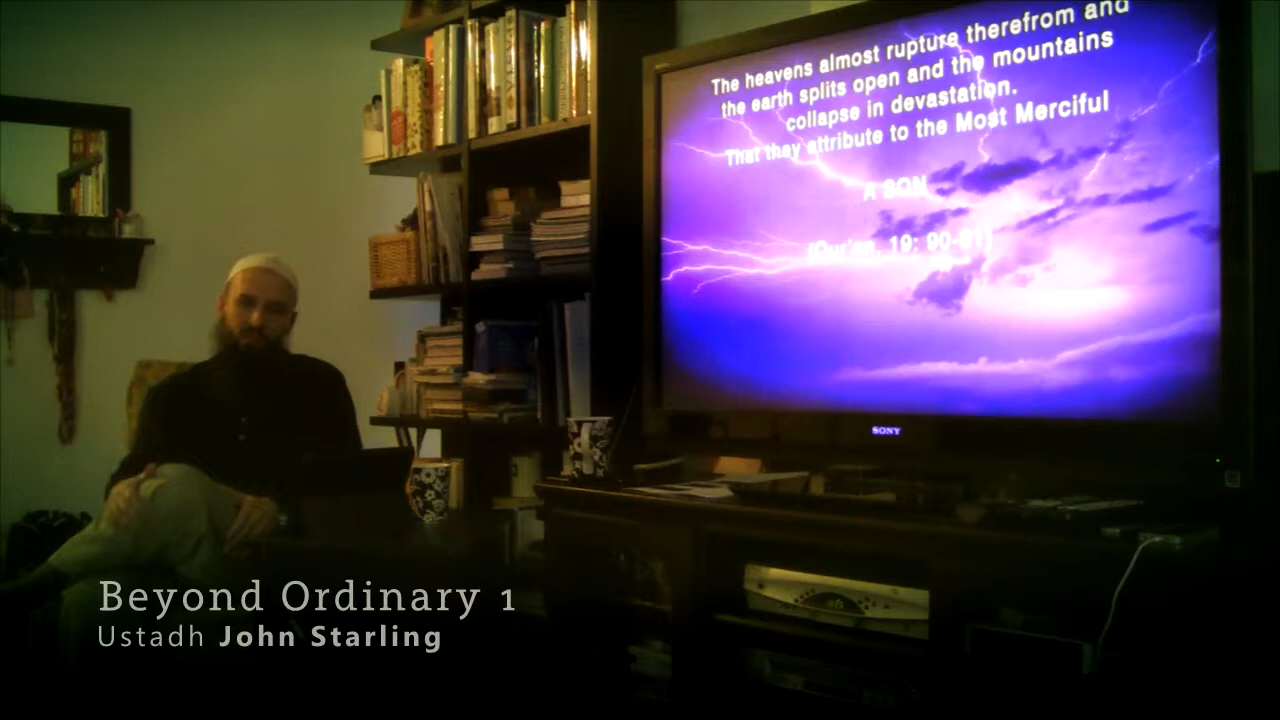 The heavens almost rupture therefrom and
the earth splits open and the mountains
collapse in devastation.
That they attribute to the Most Merciful
A SON
(Qur'an, 19: 90-91)
SONY
Beyond Ordinary 1
Ustadh John Starling